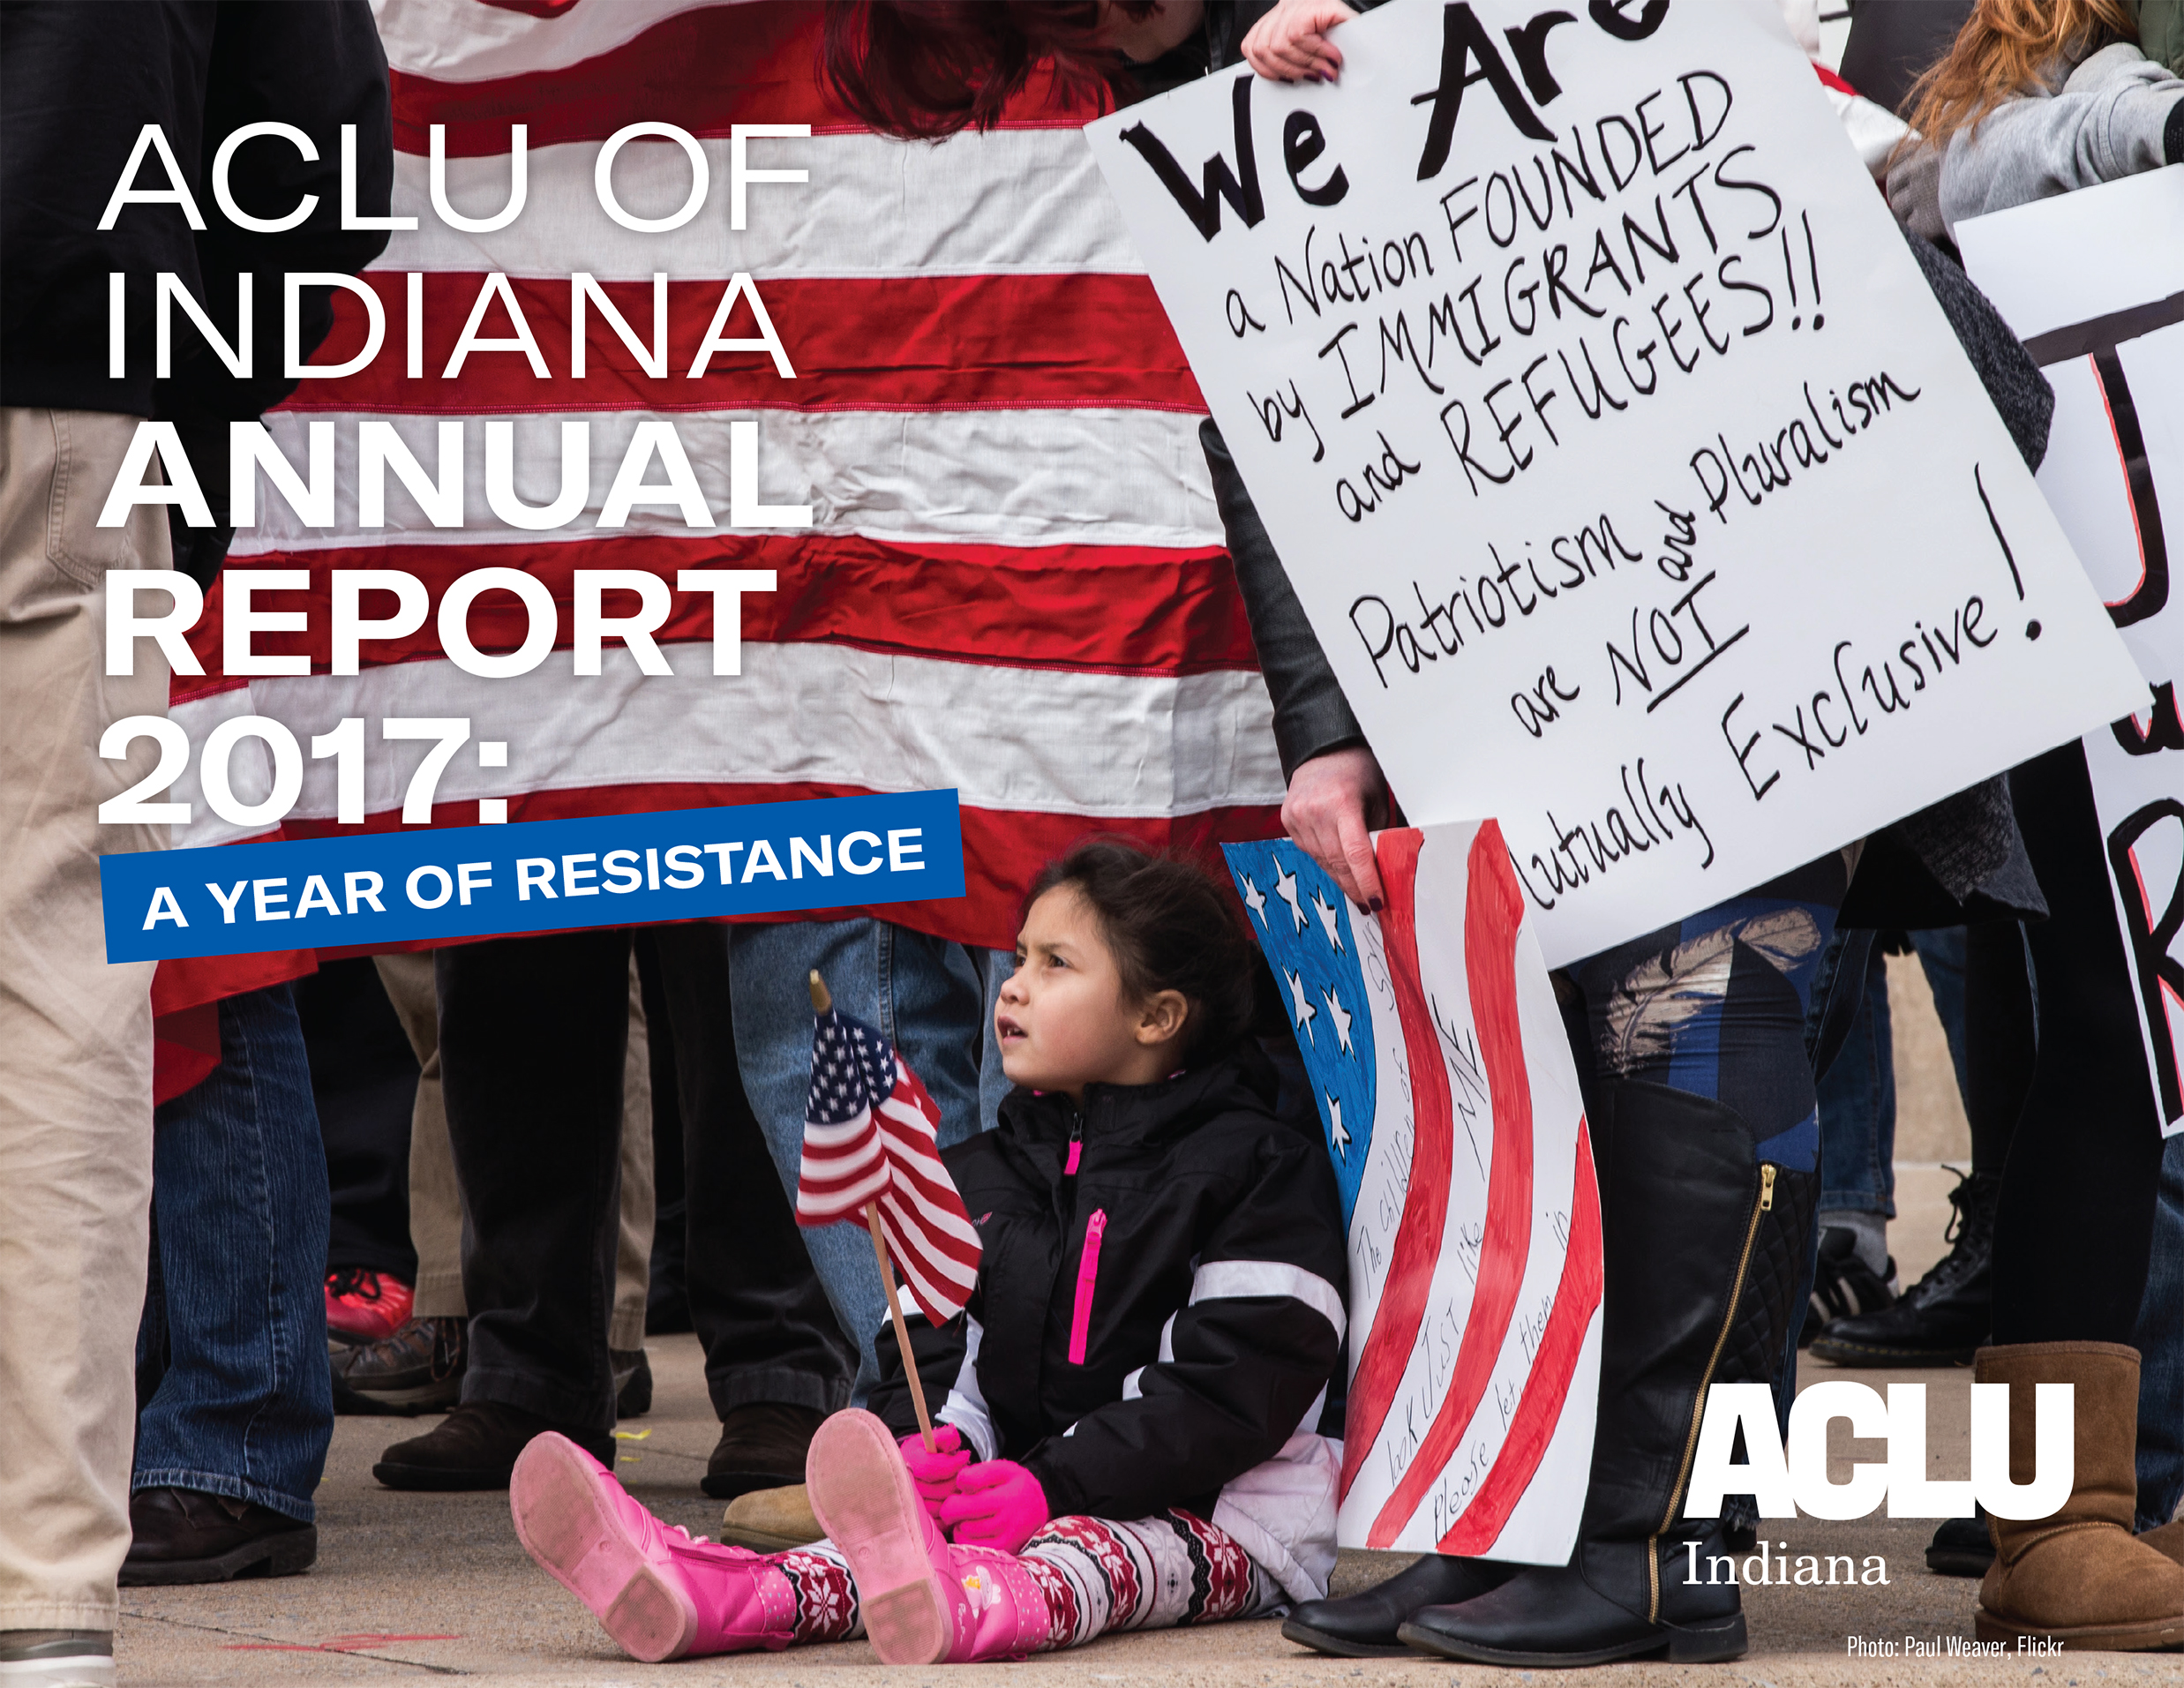 ACLU OF
INDIANA
ANNUAL
REPORT
2017:
A YEAR OF RESISTANCE
We Are
a Nation FOUNDED
by IMMIGRANTS
and REFUGEES!!
Patriotism and Pluralism
are NOT
Mutually Exclusive!
The children of
look JUST like ME
Please let them in
ACLU
Indiana
Photo: Paul Weaver, Flickr